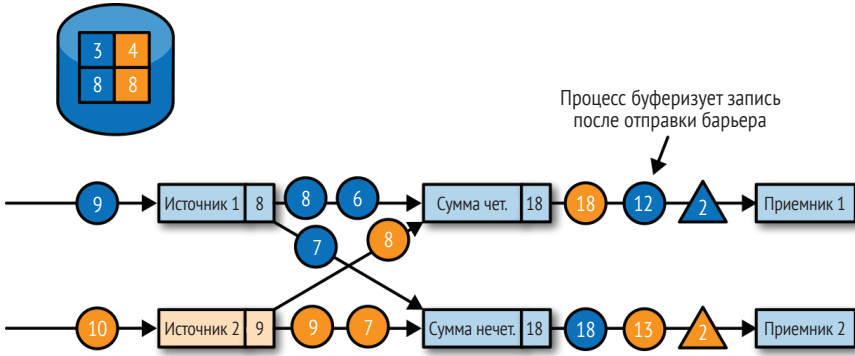 3 4
8 8
Процесс буферизует запись
после отправки барьера
9 Источник 1 8 8 6 Сумма чет. 18 18 12 2 Приемник 1
7 8
10 Источник 2 9 9 7 Сумма нечет. 18 18 13 2 Приемник 2